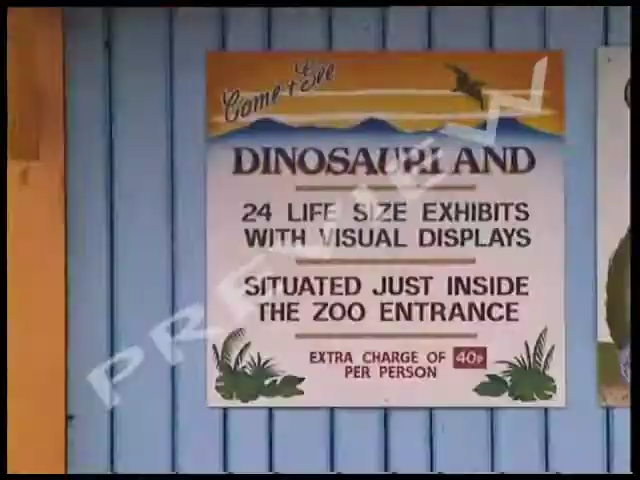 Come & See
DINOSAURLAND
24 LIFE SIZE EXHIBITS
WITH VISUAL DISPLAYS
SITUATED JUST INSIDE
THE ZOO ENTRANCE
EXTRA CHARGE OF 40p
PER PERSON
PREVIEW